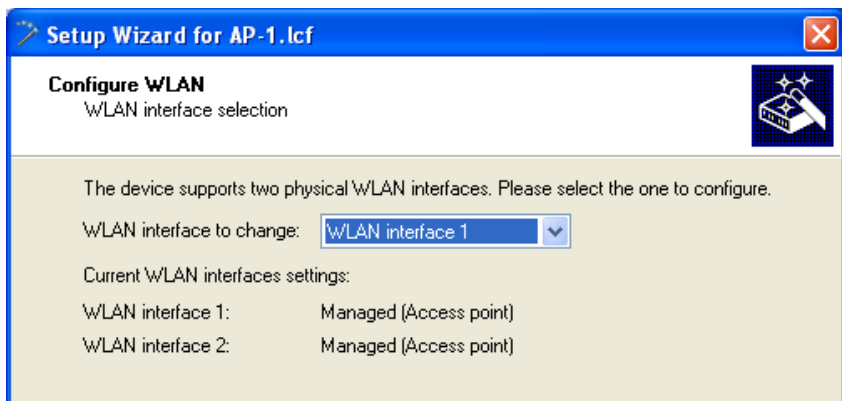 Setup Wizard for AP-1.lcf
Configure WLAN
WLAN interface selection
The device supports two physical WLAN interfaces. Please select the one to configure.
WLAN interface to change: WLAN interface 1
Current WLAN interfaces settings:
WLAN interface 1: Managed (Access point)
WLAN interface 2: Managed (Access point)